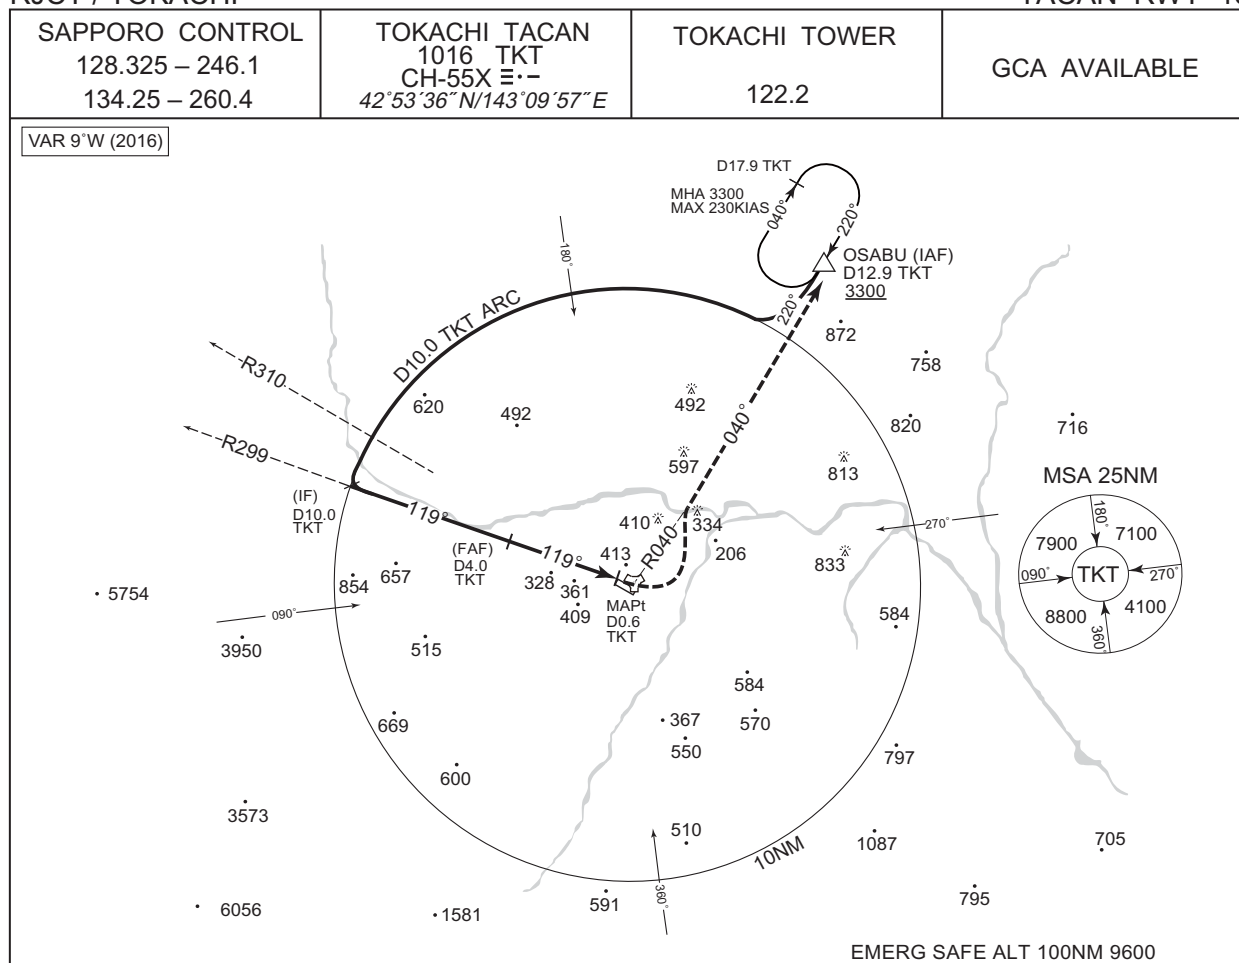 SAPPORO CONTROL
128.325 – 246.1
134.25 – 260.4
TOKACHI TACAN
1016 TKT
CH-55X
42°53´36˝N/143°09´57˝E
TOKACHI TOWER
122.2
GCA AVAILABLE
VAR 9°W (2016)
D17.9 TKT
MHA 3300
MAX 230KIAS
040°
220°
OSABU (IAF)
D12.9 TKT
3300
180°
220°
D10.0 TKT ARC
872
758
R310
620
492
492
040°
820
716
R299
597
813
MSA 25NM
(IF)
D10.0
TKT
119°
410
334
R040
270°
180°
7900
7100
(FAF)
D4.0
TKT
119°
413
206
833
090°
TKT
270°
854
657
328
361
409
MAPt
D0.6
TKT
8800
4100
360°
5754
090°
584
3950
515
584
669
367
570
550
797
600
3573
510
10NM
1087
705
360°
591
795
6056
1581
EMERG SAFE ALT 100NM 9600